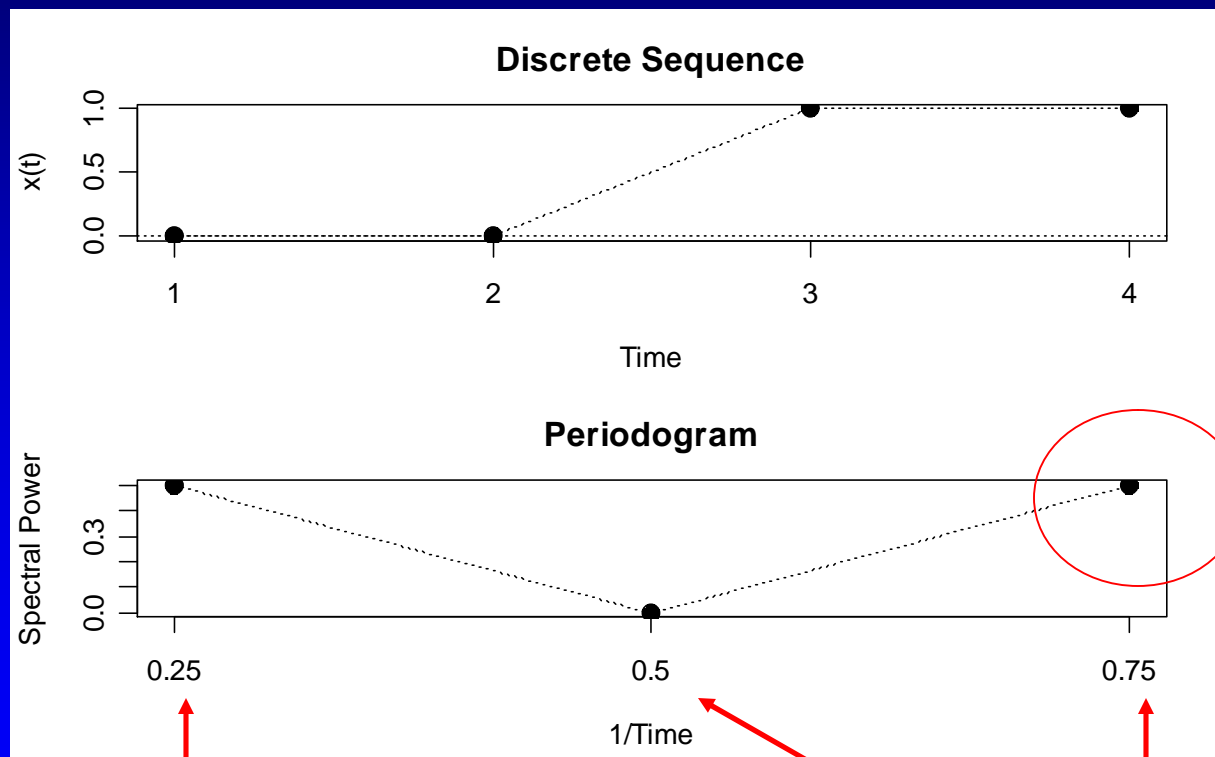 Discrete Sequence
x(t)
1.0
0.5
0.0
1 2 3 4
Time
Periodogram
Spectral Power
0.3
0.0
0.25 0.5 0.75
1/Time